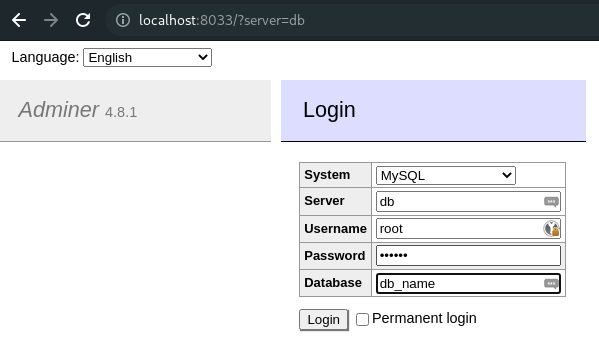 localhost:8033/?server=db
Language: English
Adminer 4.8.1
Login
System MySQL
Server db
Username root
Password ••••••
Database db_name
Login Permanent login